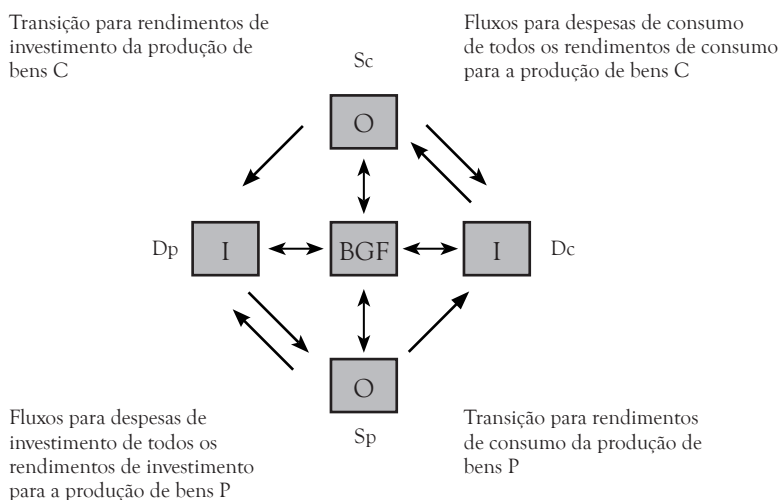 Transição para rendimentos de
investimento da produção de
bens C
Fluxos para despesas de consumo
de todos os rendimentos de consumo
para a produção de bens C
Sc
O
Dp
I
BGF
I
Dc
O
Sp
Fluxos para despesas de
investimento de todos os
rendimentos de investimento
para a produção de bens P
Transição para rendimentos
de consumo da produção de
bens P